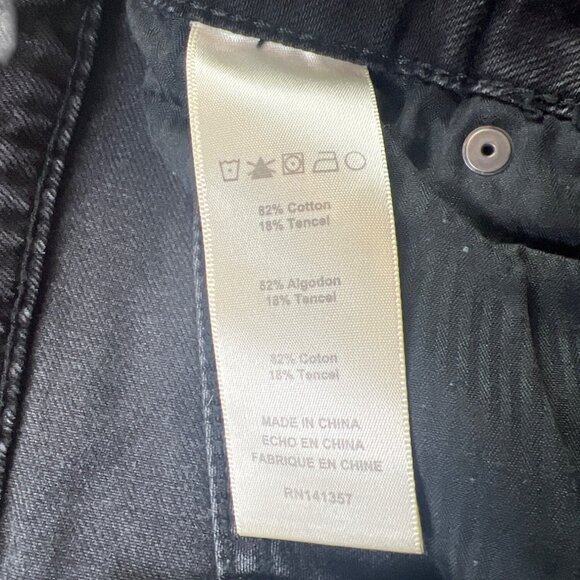 82% Cotton
18% Tencel
82% Algodon
18% Tencel
82% Coton
18% Tencel
MADE IN CHINA
ECHO EN CHINA
FABRIQUE EN CHINE
RN141357